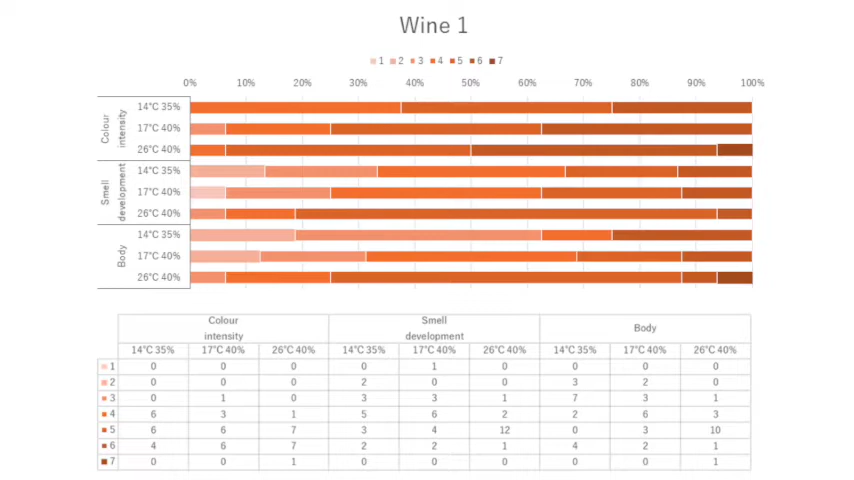 Wine 1
1 2 3 4 5 6 7
0% 10% 20% 30% 40% 50% 60% 70% 80% 90% 100%
Colour
intensity
14°C 35%
17°C 40%
26°C 40%
Smell
development
14°C 35%
17°C 40%
26°C 40%
Body
14°C 35%
17°C 40%
26°C 40%
Colour
intensity
Smell
development
Body
14°C 35% 17°C 40% 26°C 40% 14°C 35% 17°C 40% 26°C 40% 14°C 35% 17°C 40% 26°C 40%
1 0 0 0 0 1 0 0 0 0
2 0 0 0 2 0 0 3 2 0
3 0 1 0 3 3 1 7 3 1
4 6 3 1 5 6 2 2 6 3
5 6 6 7 3 4 12 0 3 10
6 4 6 7 2 2 1 4 2 1
7 0 0 1 0 0 0 0 0 1